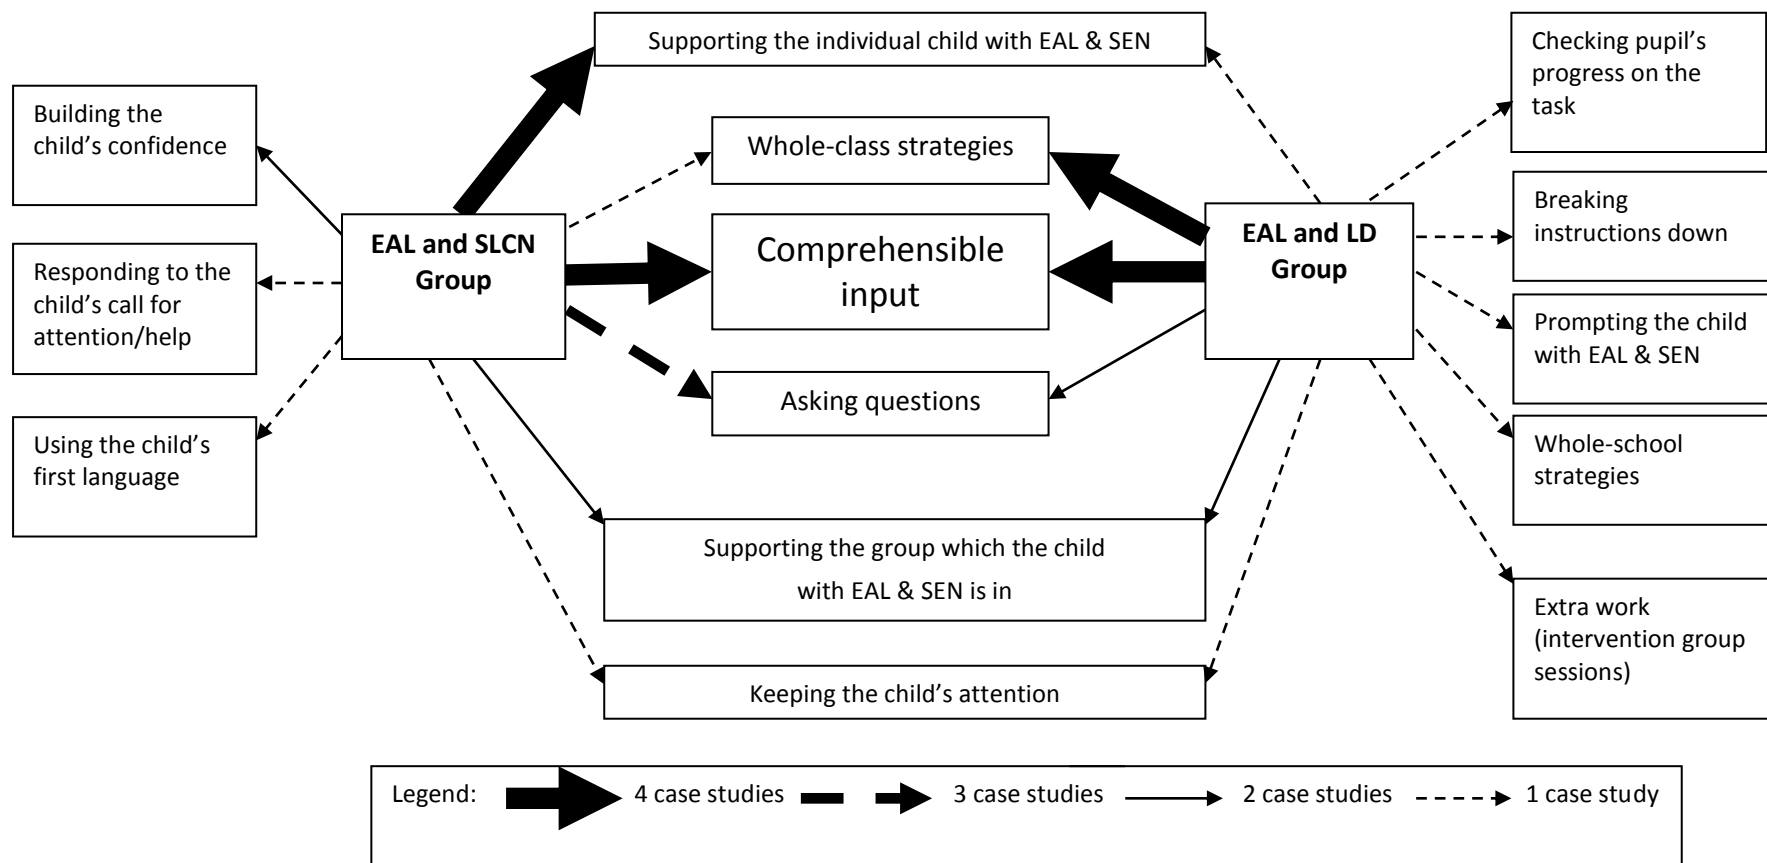 Supporting the individual child with EAL & SEN
Checking pupil’s
progress on the
task
Building the
child’s confidence
Whole-class strategies
Breaking
instructions down
EAL and SLCN
Group
Comprehensible
input
EAL and LD
Group
Responding to the
child’s call for
attention/help
Prompting the child
with EAL & SEN
Asking questions
Using the child’s
first language
Whole-school
strategies
Supporting the group which the child
with EAL & SEN is in
Extra work
(intervention group
sessions)
Keeping the child’s attention
Legend: 4 case studies 3 case studies 2 case studies 1 case study